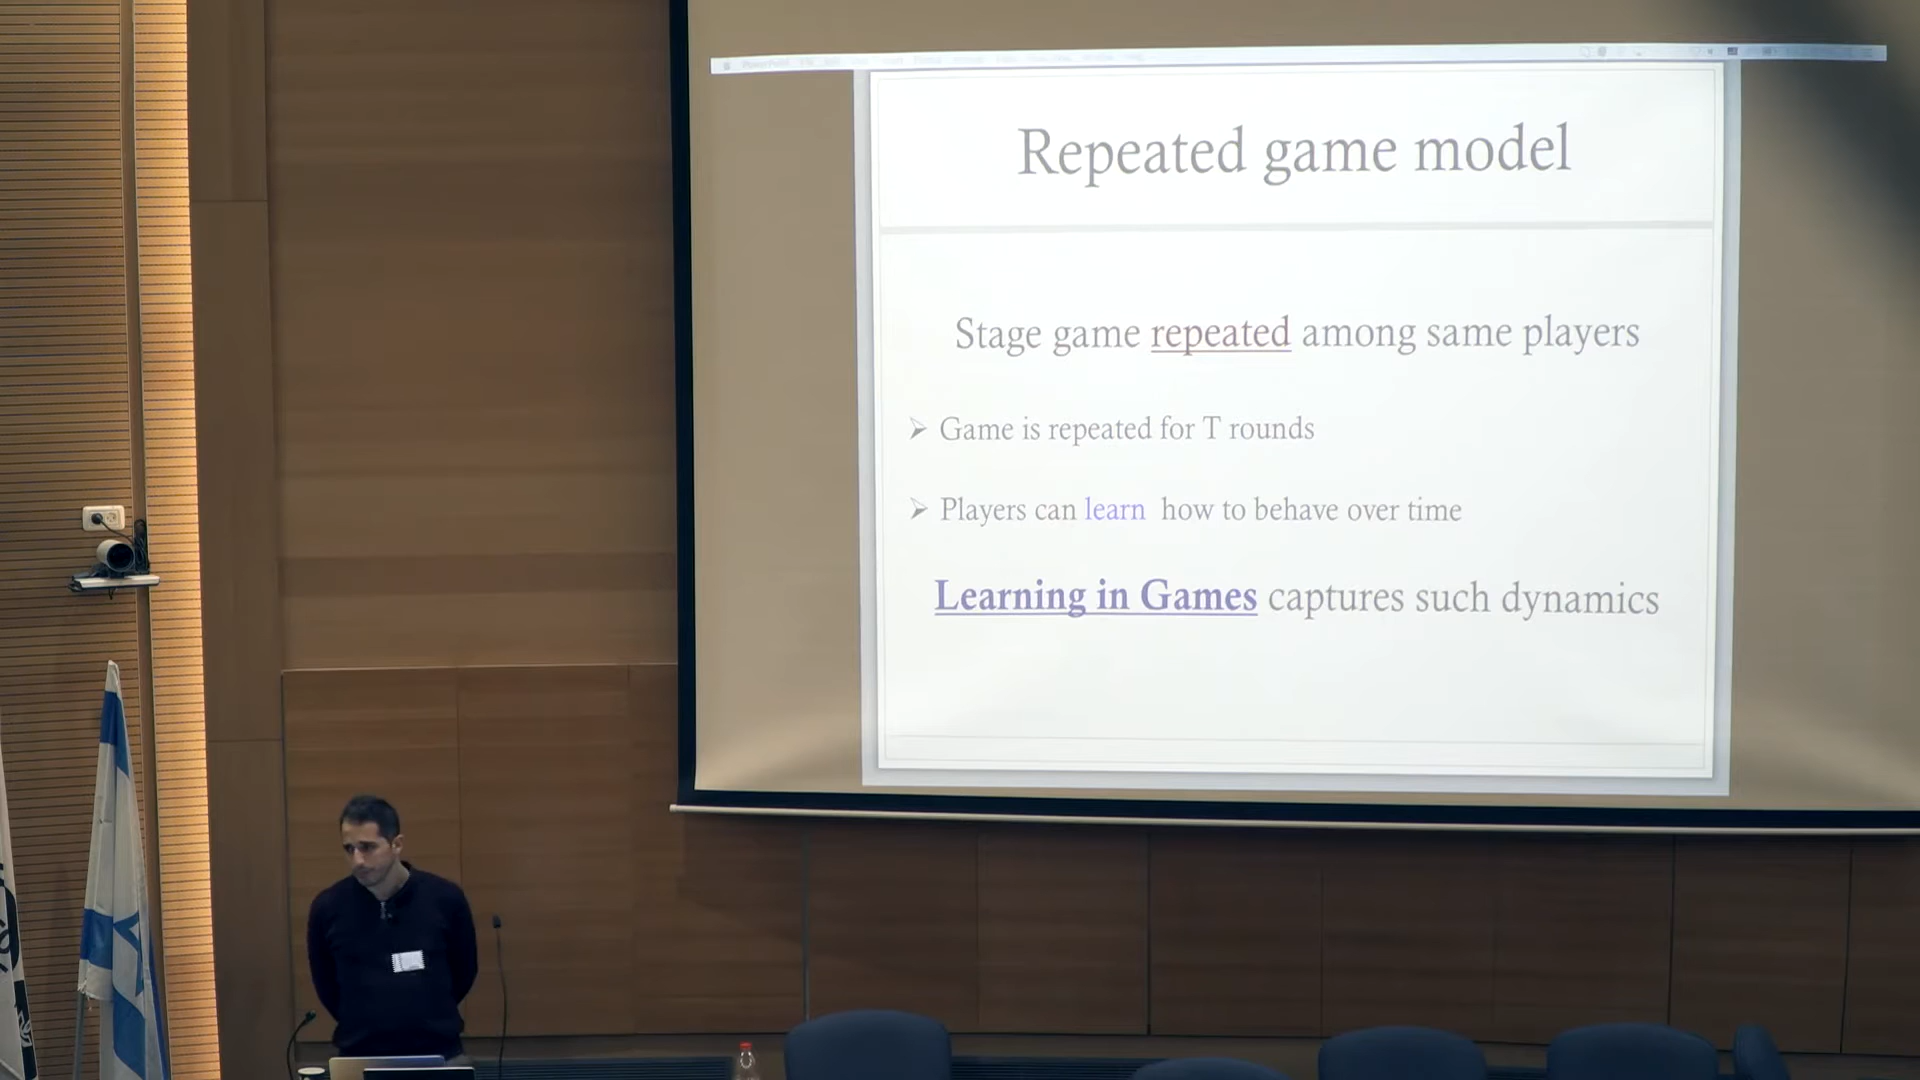 Repeated game model
Stage game repeated among same players
➢ Game is repeated for T rounds
➢ Players can learn how to behave over time
Learning in Games captures such dynamics